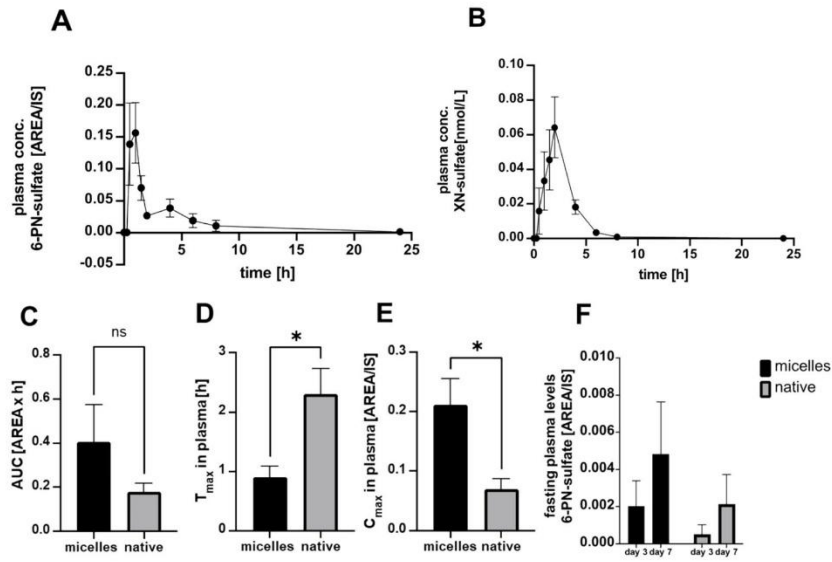 A
plasma conc.
6-PN-sulfate [AREA/IS]
0.25
0.20
0.15
0.10
0.05
0.00
-0.05
5
10
15
20
25
time [h]
B
plasma conc.
XN-sulfate[nmol/L]
0.10
0.08
0.06
0.04
0.02
0.00
0
5
10
15
20
25
time [h]
C
AUC [AREA x h]
0.8
0.6
0.4
0.2
0.0
ns
micelles native
D
Tmax in plasma [h]
3
2
1
0
*
micelles native
E
Cmax in plasma [AREA/IS]
0.3
0.2
0.1
0.0
*
micelles native
F
fasting plasma levels
6-PN-sulfate [AREA/IS]
0.010
0.008
0.006
0.004
0.002
0.000
day 3 day 7 day 3 day 7
micelles
native